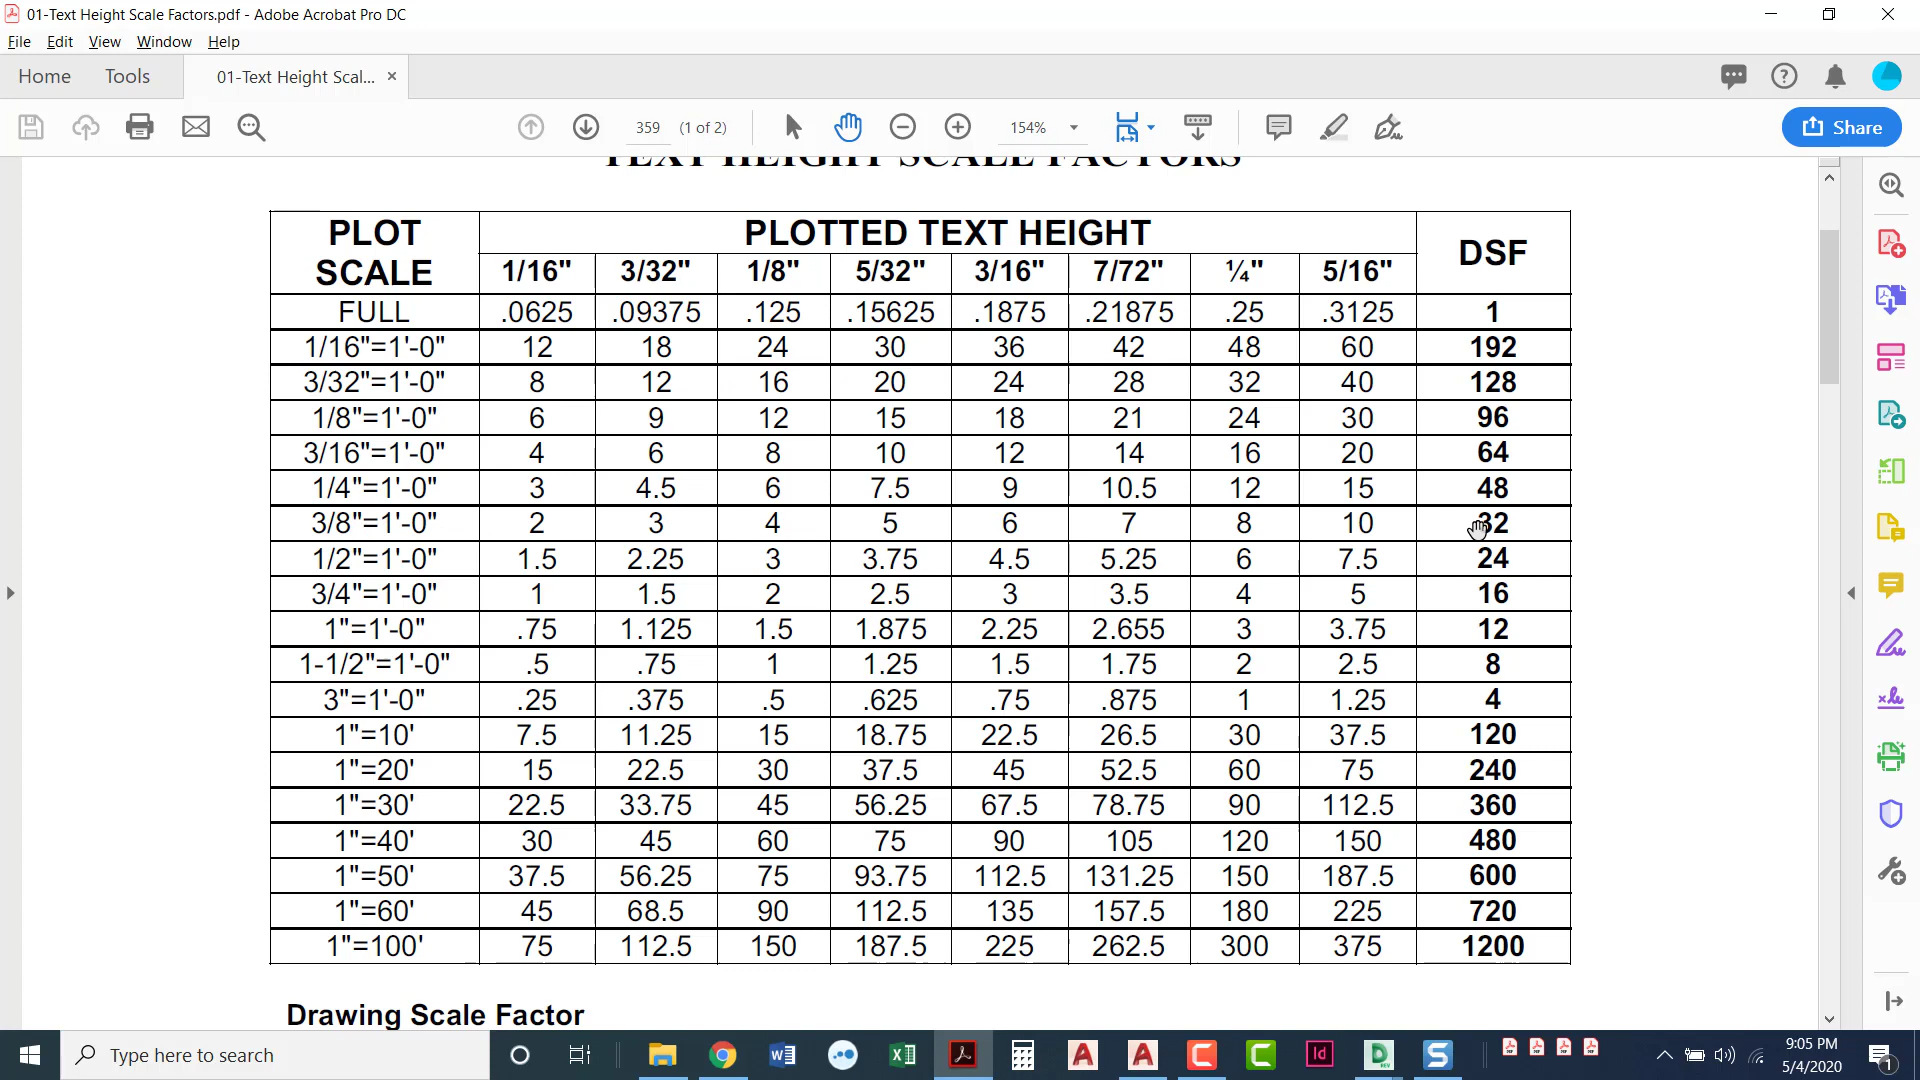 01-Text Height Scale Factors.pdf - Adobe Acrobat Pro DC
File Edit View Window Help
Home Tools 01-Text Height Scal... ×
359 (1 of 2) 154% Share
TEXT HEIGHT SCALE FACTORS
PLOT SCALE PLOTTED TEXT HEIGHT DSF
1/16" 3/32" 1/8" 5/32" 3/16" 7/72" ¼" 5/16"
FULL .0625 .09375 .125 .15625 .1875 .21875 .25 .3125 1
1/16"=1'-0" 12 18 24 30 36 42 48 60 192
3/32"=1'-0" 8 12 16 20 24 28 32 40 128
1/8"=1'-0" 6 9 12 15 18 21 24 30 96
3/16"=1'-0" 4 6 8 10 12 14 16 20 64
1/4"=1'-0" 3 4.5 6 7.5 9 10.5 12 15 48
3/8"=1'-0" 2 3 4 5 6 7 8 10 32
1/2"=1'-0" 1.5 2.25 3 3.75 4.5 5.25 6 7.5 24
3/4"=1'-0" 1 1.5 2 2.5 3 3.5 4 5 16
1"=1'-0" .75 1.125 1.5 1.875 2.25 2.655 3 3.75 12
1-1/2"=1'-0" .5 .75 1 1.25 1.5 1.75 2 2.5 8
3"=1'-0" .25 .375 .5 .625 .75 .875 1 1.25 4
1"=10' 7.5 11.25 15 18.75 22.5 26.5 30 37.5 120
1"=20' 15 22.5 30 37.5 45 52.5 60 75 240
1"=30' 22.5 33.75 45 56.25 67.5 78.75 90 112.5 360
1"=40' 30 45 60 75 90 105 120 150 480
1"=50' 37.5 56.25 75 93.75 112.5 131.25 150 187.5 600
1"=60' 45 68.5 90 112.5 135 157.5 180 225 720
1"=100' 75 112.5 150 187.5 225 262.5 300 375 1200
Drawing Scale Factor
Type here to search
9:05 PM
5/4/2020
1